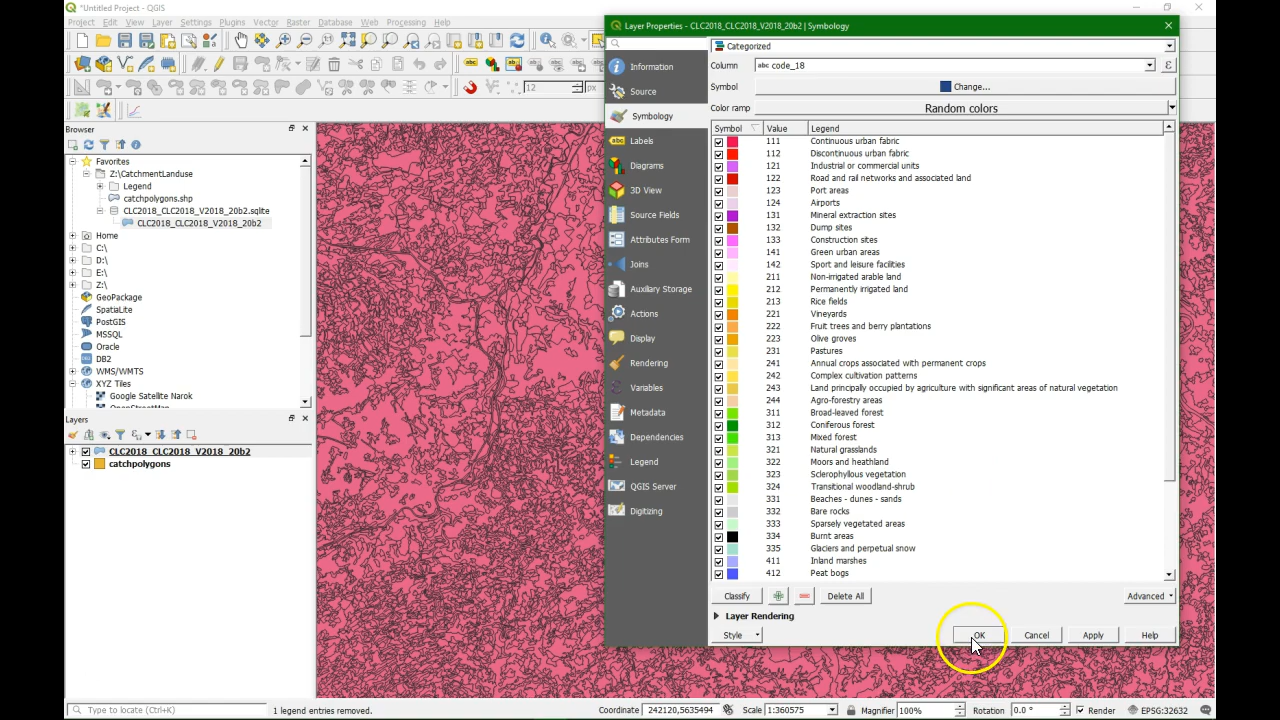 *Untitled Project - QGIS
Project Edit View Layer Settings Plugins Vector Raster Database Web Processing Help
12 px
Browser
Favorites
Z:\CatchmentLanduse
Legend
catchpolygons.shp
CLC2018_CLC2018_V2018_20b2.sqlite
CLC2018_CLC2018_V2018_20b2
Home
C:\
D:\
E:\
Z:\
GeoPackage
SpatiaLite
PostGIS
MSSQL
Oracle
DB2
WMS/WMTS
XYZ Tiles
Google Satellite Narok
OpenStreetMap
Layers
CLC2018_CLC2018_V2018_20b2
catchpolygons
Layer Properties - CLC2018_CLC2018_V2018_20b2 | Symbology
Information
Source
Symbology
abc Labels
Diagrams
3D View
Source Fields
Attributes Form
Joins
Auxiliary Storage
Actions
Display
Rendering
Variables
Metadata
Dependencies
Legend
QGIS Server
Digitizing
Categorized
Column abc code_18 ε
Symbol Change...
Color ramp Random colors
Symbol Value Legend
111 Continuous urban fabric
112 Discontinuous urban fabric
121 Industrial or commercial units
122 Road and rail networks and associated land
123 Port areas
124 Airports
131 Mineral extraction sites
132 Dump sites
133 Construction sites
141 Green urban areas
142 Sport and leisure facilities
211 Non-irrigated arable land
212 Permanently irrigated land
213 Rice fields
221 Vineyards
222 Fruit trees and berry plantations
223 Olive groves
231 Pastures
241 Annual crops associated with permanent crops
242 Complex cultivation patterns
243 Land principally occupied by agriculture with significant areas of natural vegetation
244 Agro-forestry areas
311 Broad-leaved forest
312 Coniferous forest
313 Mixed forest
321 Natural grasslands
322 Moors and heathland
323 Sclerophyllous vegetation
324 Transitional woodland-shrub
331 Beaches - dunes - sands
332 Bare rocks
333 Sparsely vegetated areas
334 Burnt areas
335 Glaciers and perpetual snow
411 Inland marshes
412 Peat bogs
Classify Delete All Advanced
Layer Rendering
Style OK Cancel Apply Help
Type to locate (Ctrl+K) 1 legend entries removed. Coordinate 242120,5635494 Scale 1:360575 Magnifier 100% Rotation 0.0 ° Render EPSG:32632